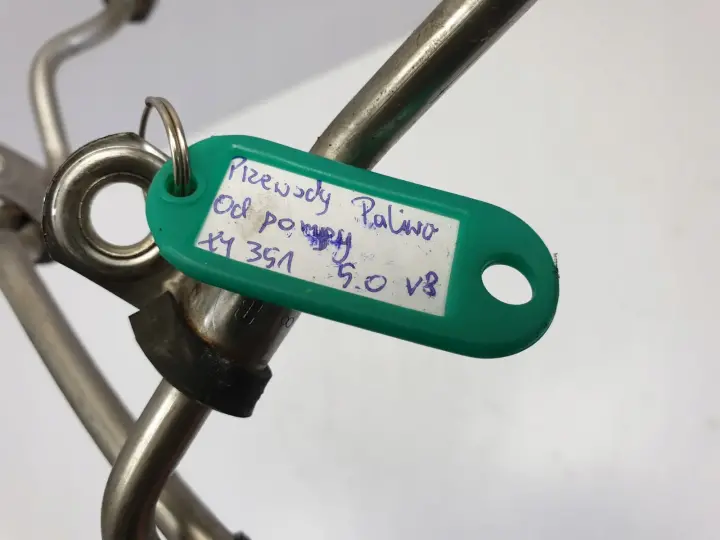 Przewody Paliwo
Od pompy
XJ 351 5.0 V8